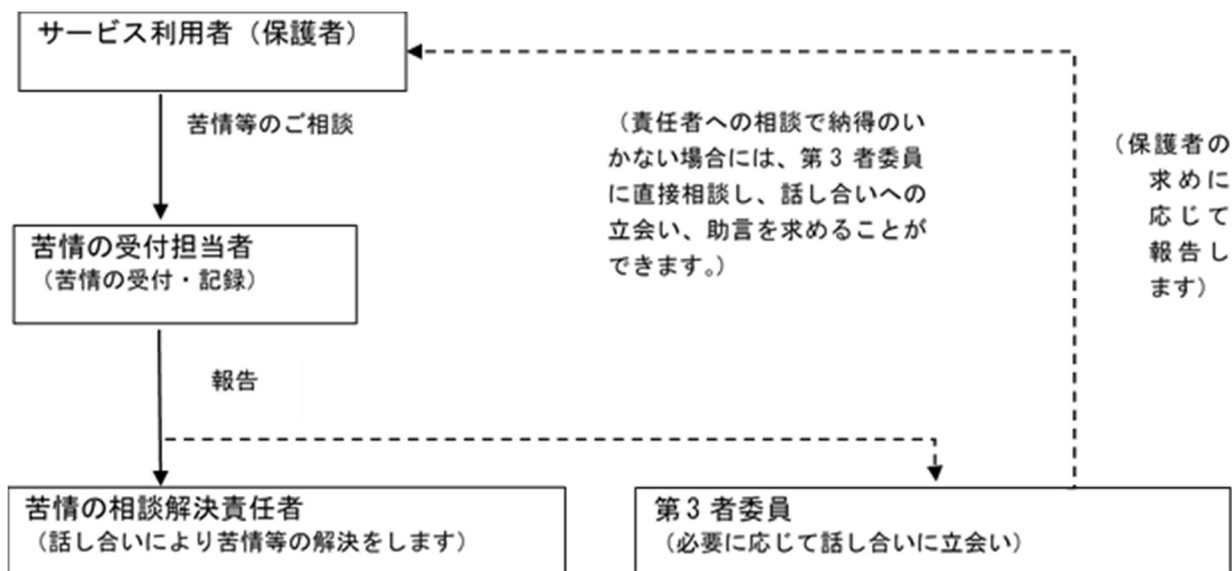 サービス利用者（保護者）
苦情等のご相談
（責任者への相談で納得のい
かない場合には、第３者委員
に直接相談し、話し合いへの
立会い、助言を求めることが
できます。）
（保護者の
求めに
応じて
報告し
ます）
苦情の受付担当者
（苦情の受付・記録）
報告
苦情の相談解決責任者
（話し合いにより苦情等の解決をします）
第３者委員
（必要に応じて話し合いに立会い）